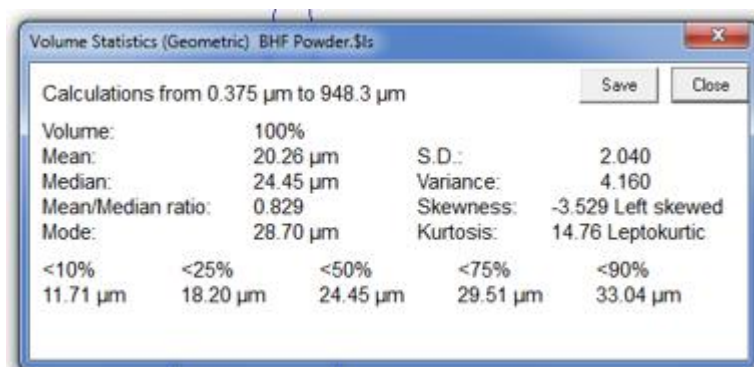 Volume Statistics (Geometric) BHF Powder.$ls
Calculations from 0.375 µm to 948.3 µm Save Close
Volume: 100%
Mean: 20.26 µm S.D.: 2.040
Median: 24.45 µm Variance: 4.160
Mean/Median ratio: 0.829 Skewness: -3.529 Left skewed
Mode: 28.70 µm Kurtosis: 14.76 Leptokurtic
<10% <25% <50% <75% <90%
11.71 µm 18.20 µm 24.45 µm 29.51 µm 33.04 µm